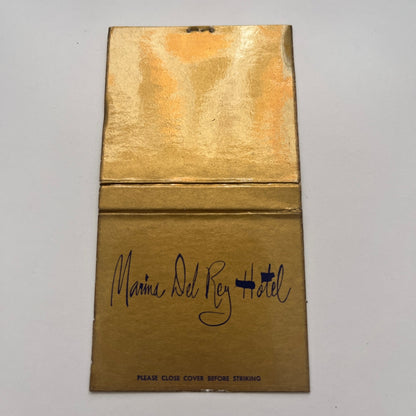 Marina Del Rey Hotel
PLEASE CLOSE COVER BEFORE STRIKING